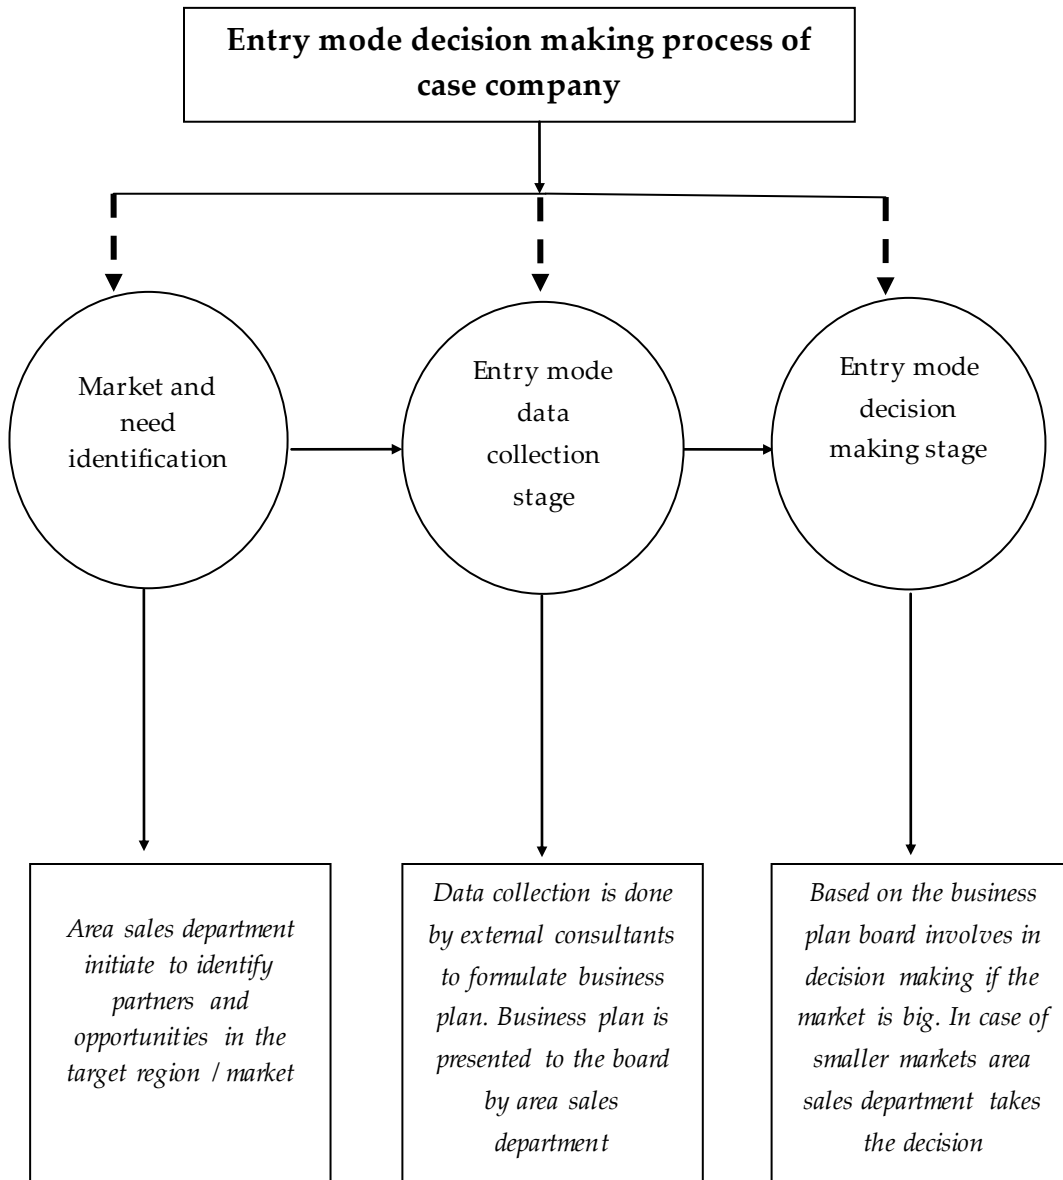 Entry mode decision making process of
case company
Market and
need
identification
Entry mode
data
collection
stage
Entry mode
decision
making stage
Area sales department
initiate to identify
partners and
opportunities in the
target region / market
Data collection is done
by external consultants
to formulate business
plan. Business plan is
presented to the board
by area sales
department
Based on the business
plan board involves in
decision making if the
market is big. In case of
smaller markets area
sales department takes
the decision